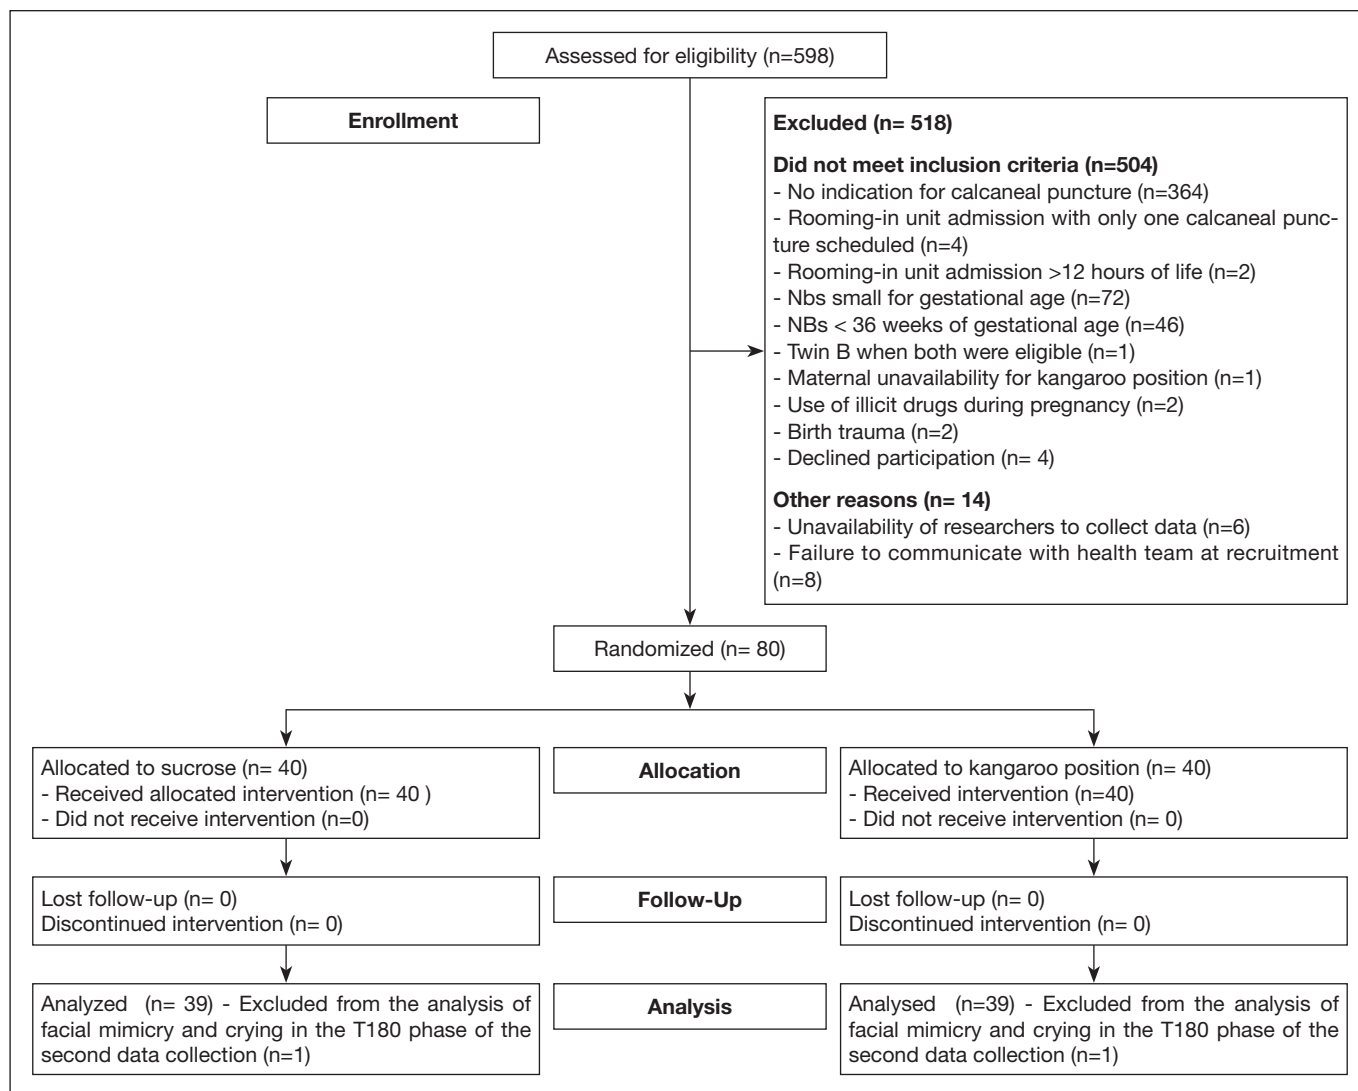 Assessed for eligibility (n=598)
Enrollment
Excluded (n= 518)
Did not meet inclusion criteria (n=504)
- No indication for calcaneal puncture (n=364)
- Rooming-in unit admission with only one calcaneal punc-
ture scheduled (n=4)
- Rooming-in unit admission >12 hours of life (n=2)
- Nbs small for gestational age (n=72)
- NBs < 36 weeks of gestational age (n=46)
- Twin B when both were eligible (n=1)
- Maternal unavailability for kangaroo position (n=1)
- Use of illicit drugs during pregnancy (n=2)
- Birth trauma (n=2)
- Declined participation (n= 4)
Other reasons (n= 14)
- Unavailability of researchers to collect data (n=6)
- Failure to communicate with health team at recruitment
(n=8)
Randomized (n= 80)
Allocated to sucrose (n= 40)
- Received allocated intervention (n= 40 )
- Did not receive intervention (n=0)
Allocation
Allocated to kangaroo position (n= 40)
- Received intervention (n=40)
- Did not receive intervention (n= 0)
Lost follow-up (n= 0)
Discontinued intervention (n= 0)
Follow-Up
Lost follow-up (n= 0)
Discontinued intervention (n= 0)
Analyzed (n= 39) - Excluded from the analysis of
facial mimicry and crying in the T180 phase of the
second data collection (n=1)
Analysis
Analysed (n=39) - Excluded from the analysis of
facial mimicry and crying in the T180 phase of the
second data collection (n=1)